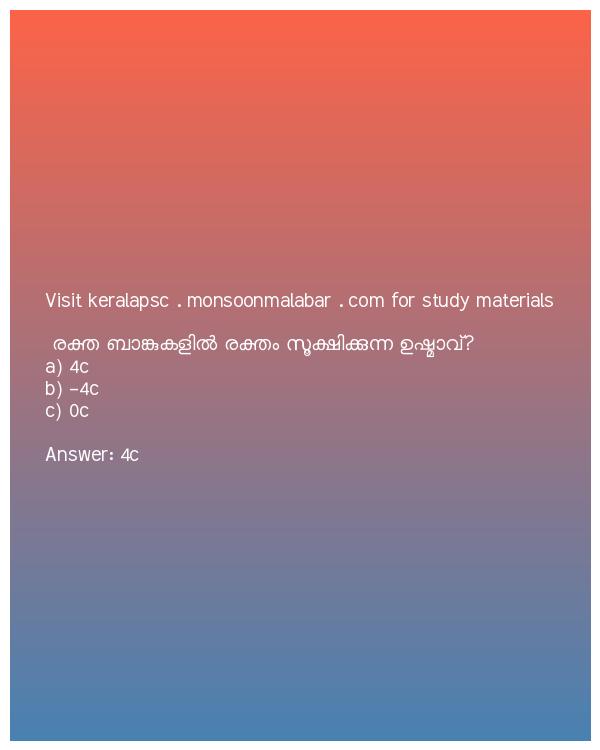 Visit keralapsc . monsoonmalabar . com for study materials
രക്ത ബാങ്കുകളിൽ രക്തം സൂക്ഷിക്കുന്ന ഉഷ്മാവ്?
a) 4c
b) -4c
c) 0c
Answer: 4c